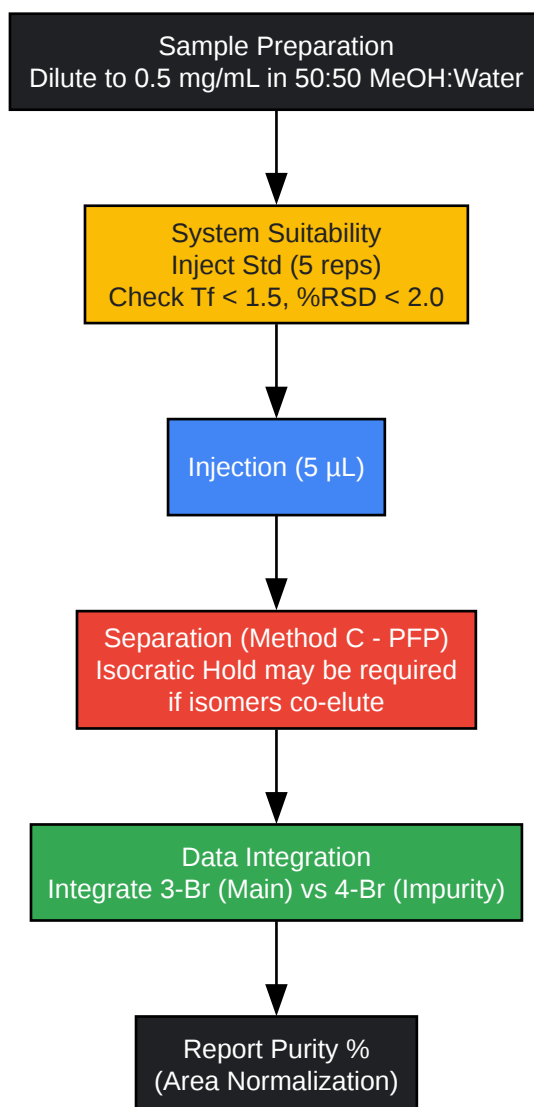 Sample Preparation
Dilute to 0.5 mg/mL in 50:50 MeOH:Water
System Suitability
Inject Std (5 reps)
Check Tf < 1.5, %RSD < 2.0
Injection (5 µL)
Separation (Method C - PFP)
Isocratic Hold may be required
if isomers co-elute
Data Integration
Integrate 3-Br (Main) vs 4-Br (Impurity)
Report Purity %
(Area Normalization)